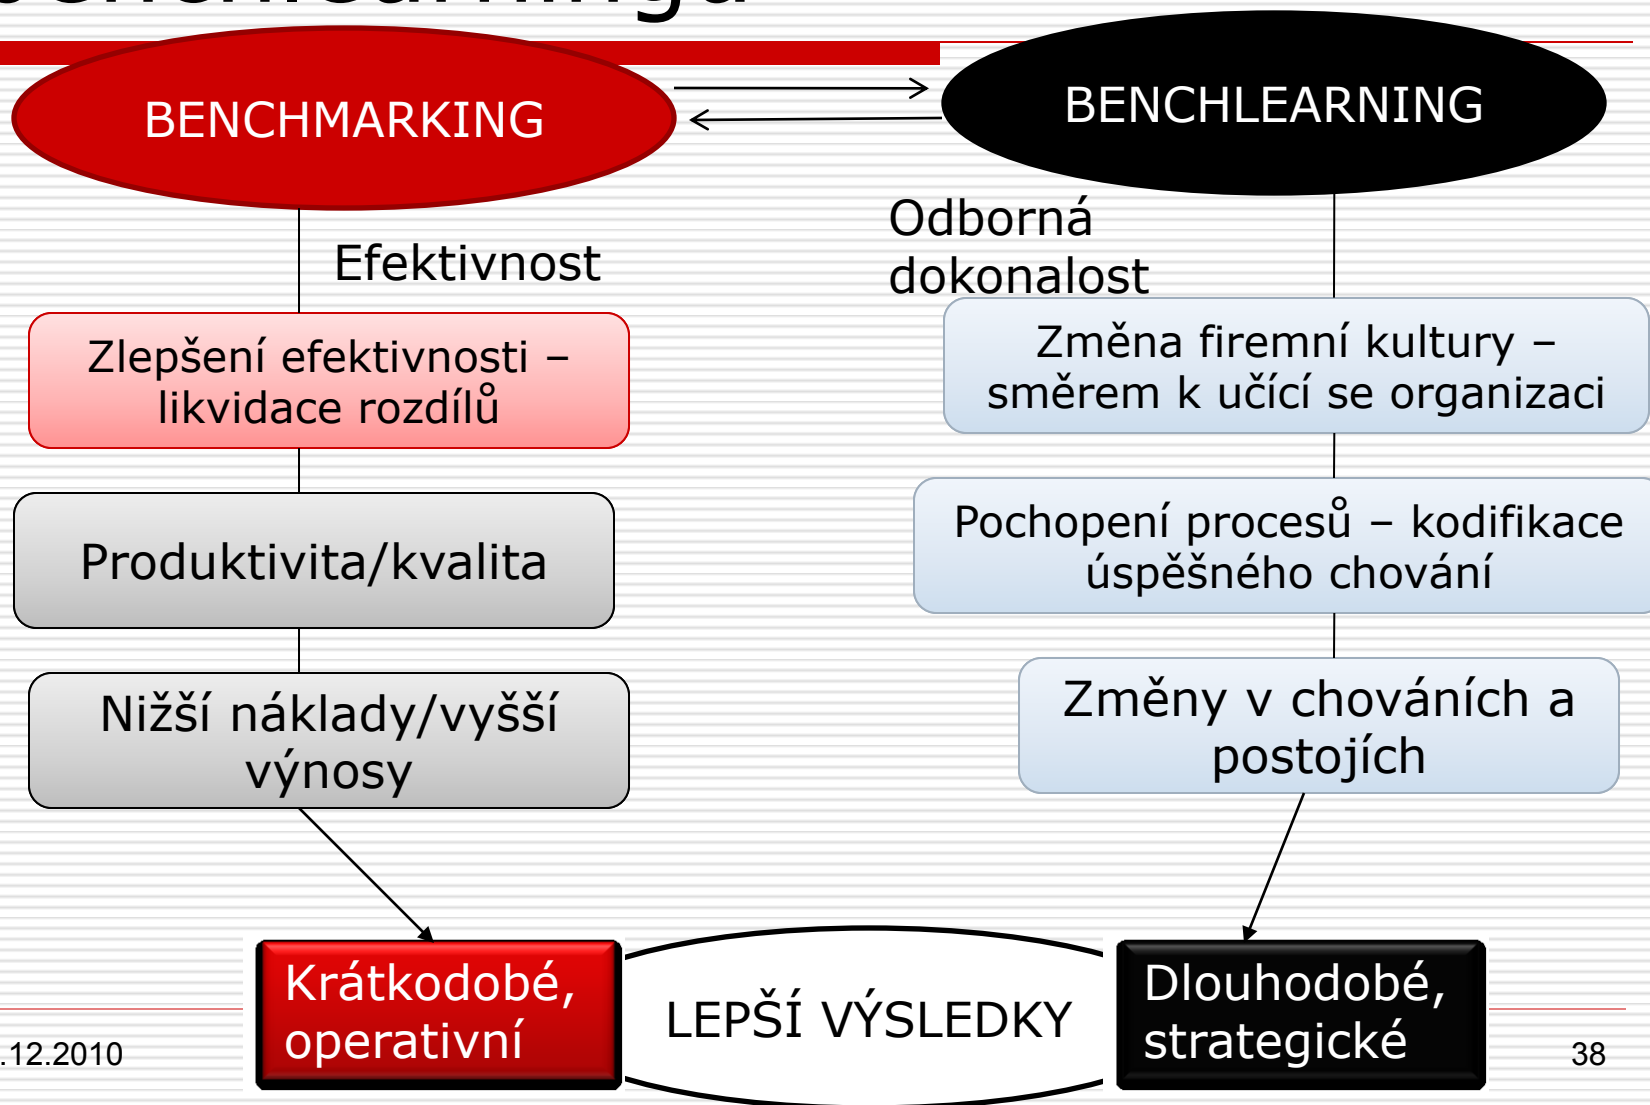 benchlearningu
BENCHMARKING
BENCHLEARNING
Efektivnost
Odborná
dokonalost
Zlepšení efektivnosti –
likvidace rozdílů
Změna firemní kultury –
směrem k učící se organizaci
Produktivita/kvalita
Pochopení procesů – kodifikace
úspěšného chování
Nižší náklady/vyšší
výnosy
Změny v chováních a
postojích
Krátkodobé,
operativní
LEPŠÍ VÝSLEDKY
Dlouhodobé,
strategické
.12.2010
38